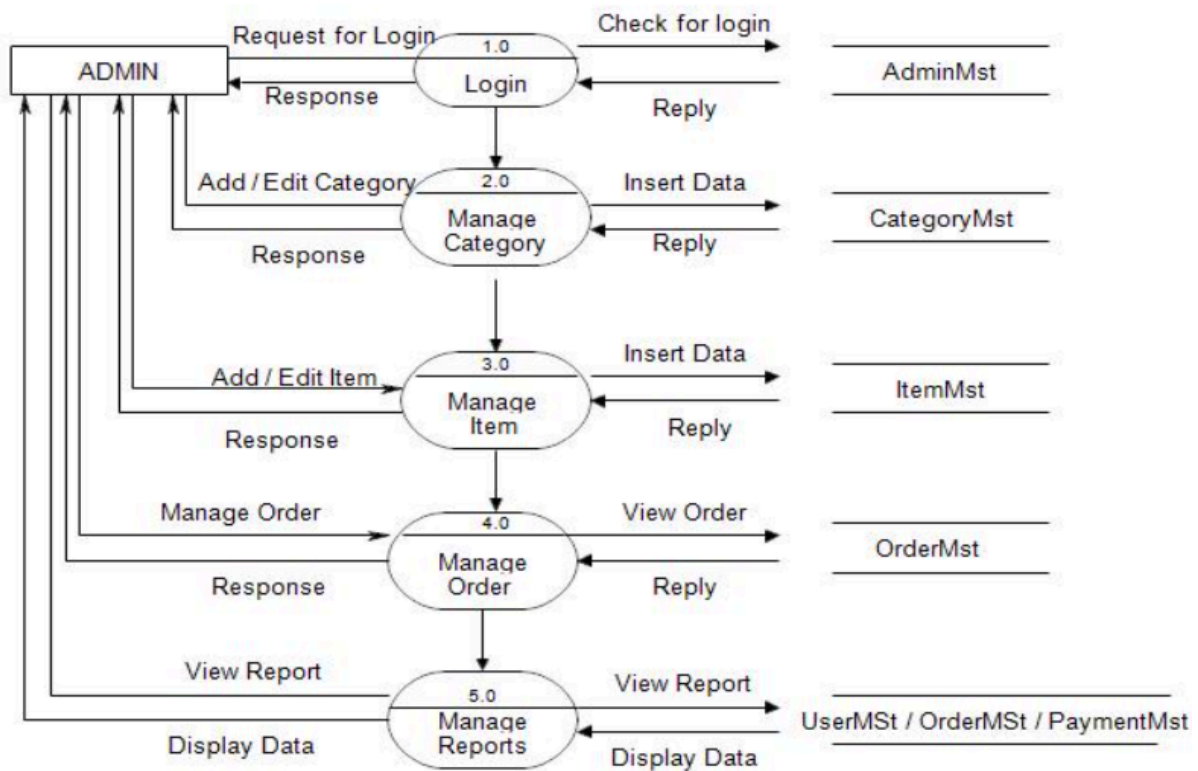 Request for Login
1.0
Check for login
ADMIN
Login
AdminMst
Response
Reply
Add / Edit Category
2.0
Insert Data
Manage
Category
CategoryMst
Response
Reply
Add / Edit Item
3.0
Insert Data
Manage
Item
ItemMst
Response
Reply
Manage Order
4.0
View Order
Manage
Order
OrderMst
Response
Reply
View Report
5.0
View Report
Manage
Reports
UserMSt / OrderMSt / PaymentMst
Display Data
Display Data